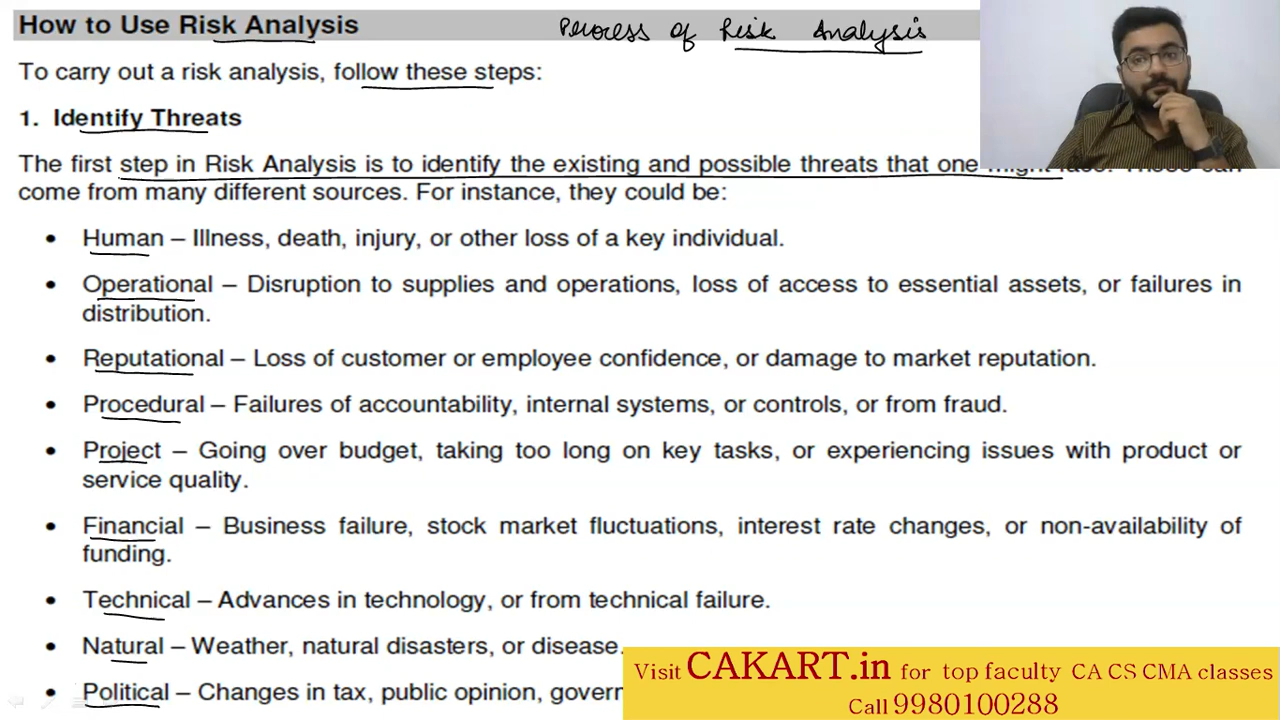 How to Use Risk Analysis
Process of Risk Analysis
To carry out a risk analysis, follow these steps:
1. Identify Threats
The first step in Risk Analysis is to identify the existing and possible threats that one might
come from many different sources. For instance, they could be:
• Human – Illness, death, injury, or other loss of a key individual.
• Operational – Disruption to supplies and operations, loss of access to essential assets, or failures in
distribution.
• Reputational – Loss of customer or employee confidence, or damage to market reputation.
• Procedural – Failures of accountability, internal systems, or controls, or from fraud.
• Project – Going over budget, taking too long on key tasks, or experiencing issues with product or
service quality.
• Financial – Business failure, stock market fluctuations, interest rate changes, or non-availability of
funding.
• Technical – Advances in technology, or from technical failure.
• Natural – Weather, natural disasters, or disease.
• Political – Changes in tax, public opinion,
Visit CAKART.in for top faculty CA CS CMA classes
Call 9980100288